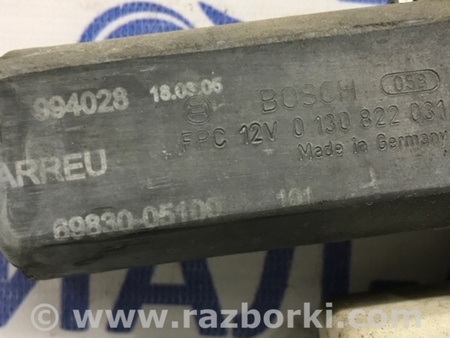 994028 18.03.06
BOSCH 059
FPC 12V 0 130 822 031
Made in Germany
ARREU
69830-05100 101
www.razborki.com